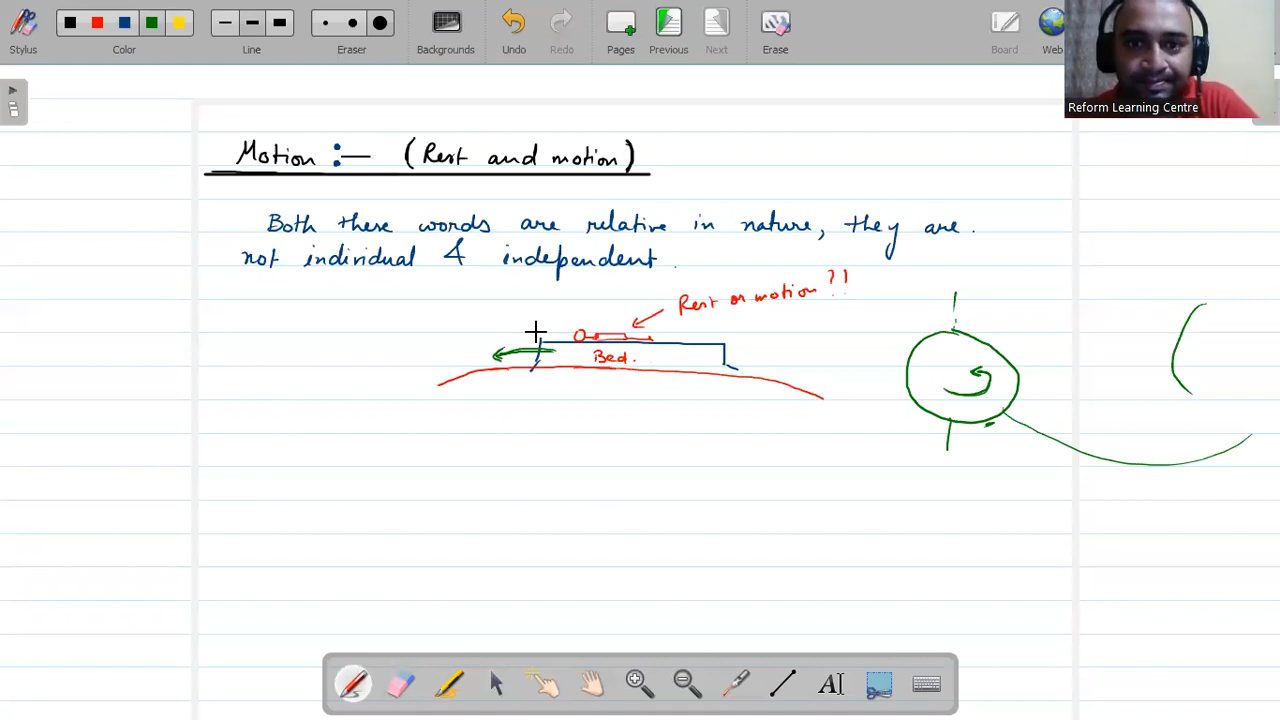 Stylus
Color
Line
Eraser
Backgrounds
Undo
Redo
Pages
Previous
Next
Erase
Board
Web
Reform Learning Centre
Motion :— (Rest and motion)
Both these words are relative in nature, they are.
not individual & independent.
Rest or motion ?!
Bed.